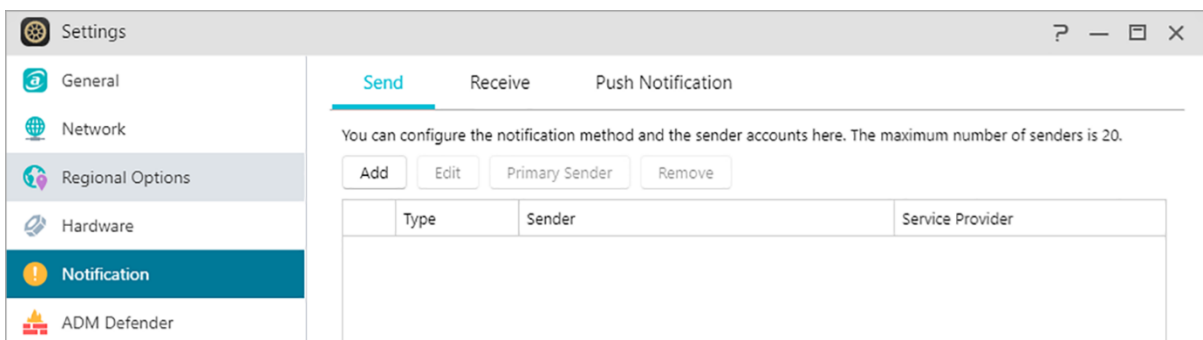 Settings
General
Network
Regional Options
Hardware
Notification
ADM Defender
Send Receive Push Notification
You can configure the notification method and the sender accounts here. The maximum number of senders is 20.
Add Edit Primary Sender Remove
Type Sender Service Provider